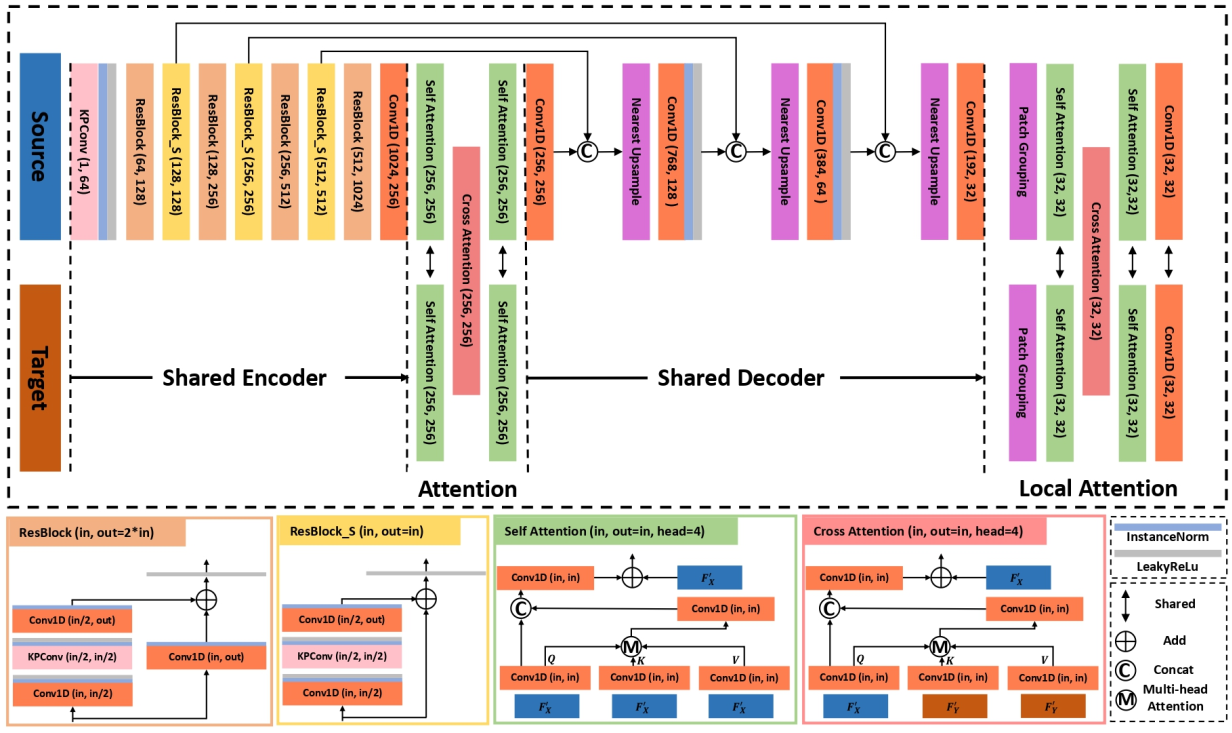 Source
KPConv (1, 64)
ResBlock (64, 128)
ResBlock_S (128, 128)
ResBlock (128, 256)
ResBlock_S (256, 256)
ResBlock (256, 512)
ResBlock_S (512, 512)
ResBlock (512, 1024)
Conv1D (1024, 256)
Self Attention (256, 256)
Cross Attention (256, 256)
Self Attention (256, 256)
Conv1D (256, 256)
C
Nearest Upsample
Conv1D (768, 128 )
C
Nearest Upsample
Conv1D (384, 64 )
C
Nearest Upsample
Conv1D (192, 32)
Patch Grouping
Self Attention (32, 32)
Cross Attention (32, 32)
Self Attention (32,32)
Conv1D (32, 32)
Target
Shared Encoder
Self Attention (256, 256)
Self Attention (256, 256)
Shared Decoder
Patch Grouping
Self Attention (32, 32)
Self Attention (32, 32)
Conv1D (32, 32)
Attention
Local Attention
ResBlock (in, out=2*in)
Conv1D (in/2, out)
KPConv (in/2, in/2)
Conv1D (in, out)
Conv1D (in, in/2)
ResBlock_S (in, out=in)
Conv1D (in/2, out)
KPConv (in/2, in/2)
Conv1D (in, in/2)
Self Attention (in, out=in, head=4)
Conv1D (in, in)
F'X
C
Conv1D (in, in)
M
Q
K
V
Conv1D (in, in)
Conv1D (in, in)
Conv1D (in, in)
F'X
F'X
F'X
Cross Attention (in, out=in, head=4)
Conv1D (in, in)
F'X
C
Conv1D (in, in)
M
Q
K
V
Conv1D (in, in)
Conv1D (in, in)
Conv1D (in, in)
F'X
F'Y
F'Y
InstanceNorm
LeakyReLu
Shared
Add
C Concat
M Multi-head
Attention